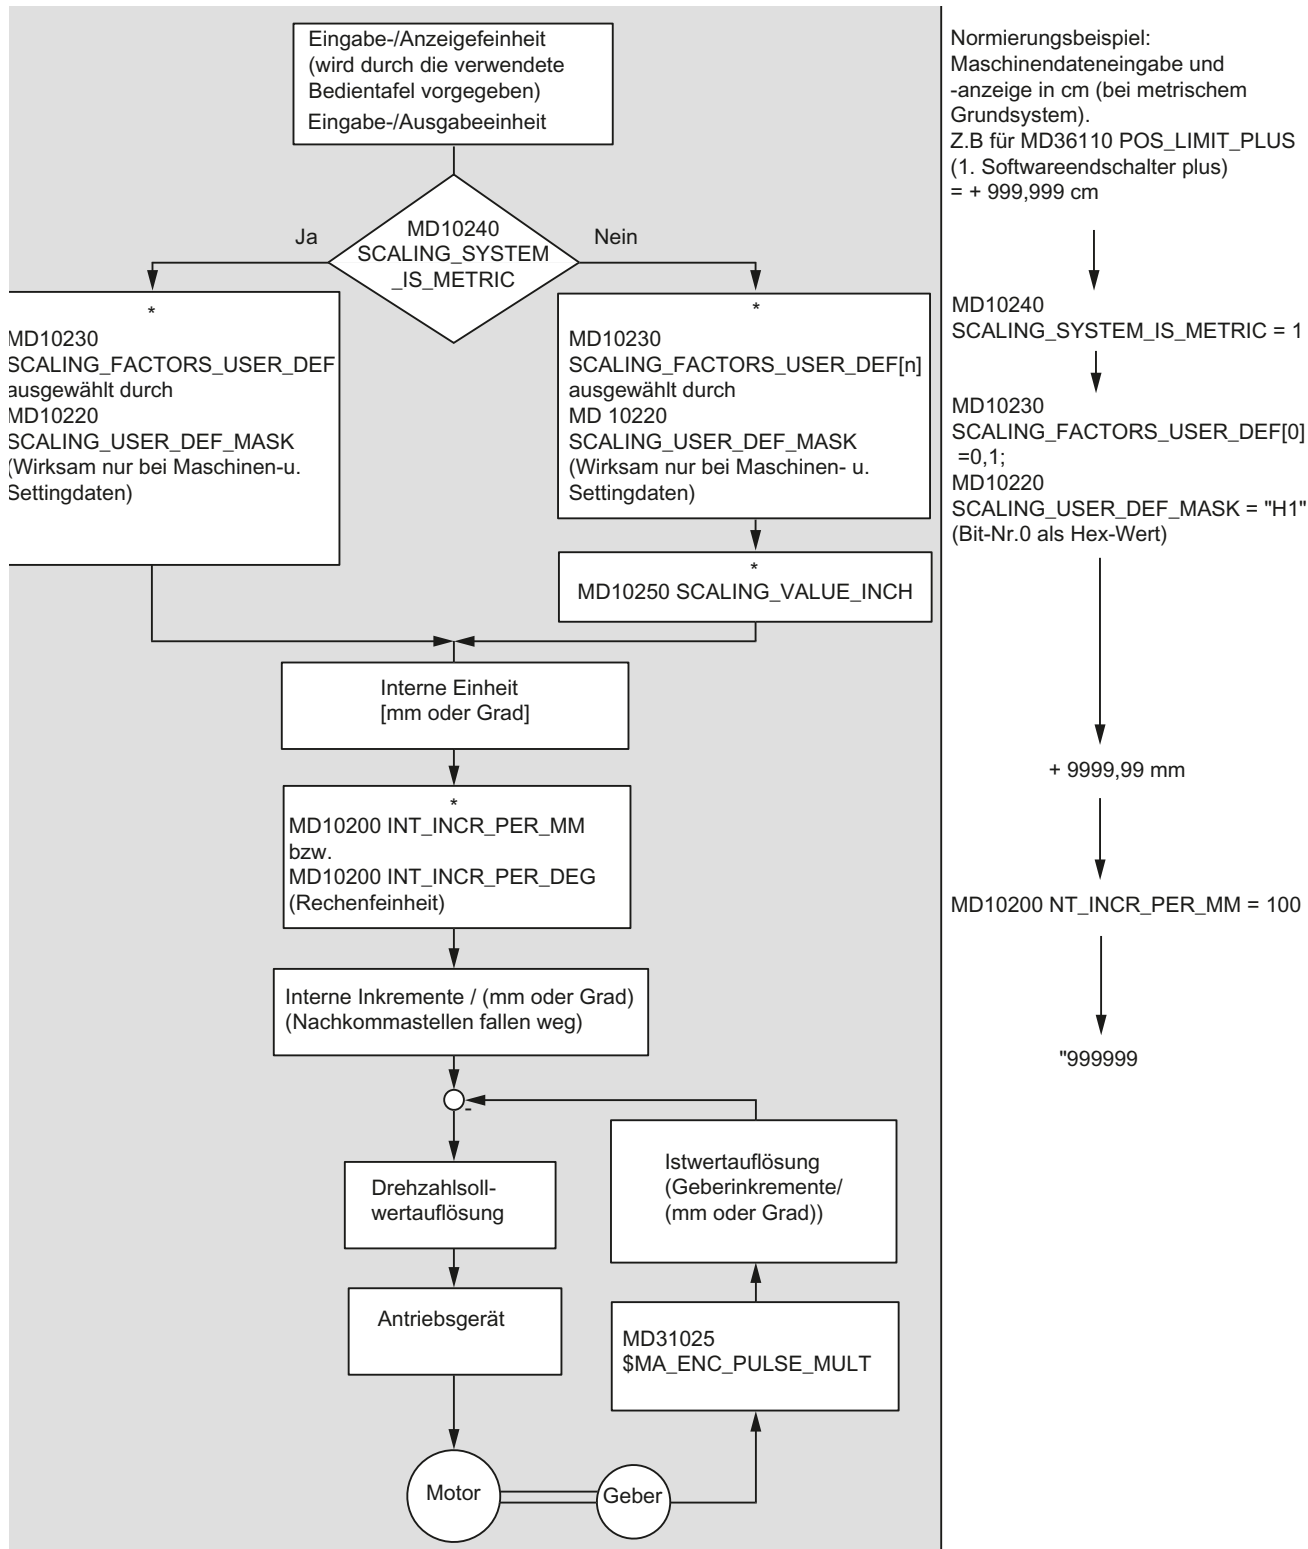 Eingabe-/Anzeigefeinheit
(wird durch die verwendete
Bedientafel vorgegeben)
Eingabe-/Ausgabeeinheit
MD10240
SCALING_SYSTEM
_IS_METRIC
Ja
Nein
*
MD10230
SCALING_FACTORS_USER_DEF
ausgewählt durch
MD10220
SCALING_USER_DEF_MASK
(Wirksam nur bei Maschinen-u.
Settingdaten)
*
MD10230
SCALING_FACTORS_USER_DEF[n]
ausgewählt durch
MD 10220
SCALING_USER_DEF_MASK
(Wirksam nur bei Maschinen- u.
Settingdaten)
*
MD10250 SCALING_VALUE_INCH
Interne Einheit
[mm oder Grad]
*
MD10200 INT_INCR_PER_MM
bzw.
MD10200 INT_INCR_PER_DEG
(Rechenfeinheit)
Interne Inkremente / (mm oder Grad)
(Nachkommastellen fallen weg)
-
Drehzahlsoll-
wertauflösung
Antriebsgerät
Motor
Geber
Istwertauflösung
(Geberinkremente/
(mm oder Grad))
MD31025
$MA_ENC_PULSE_MULT
Normierungsbeispiel:
Maschinendateneingabe und
-anzeige in cm (bei metrischem
Grundsystem).
Z.B für MD36110 POS_LIMIT_PLUS
(1. Softwareendschalter plus)
= + 999,999 cm
MD10240
SCALING_SYSTEM_IS_METRIC = 1
MD10230
SCALING_FACTORS_USER_DEF[0]
=0,1;
MD10220
SCALING_USER_DEF_MASK = "H1"
(Bit-Nr.0 als Hex-Wert)
+ 9999,99 mm
MD10200 NT_INCR_PER_MM = 100
"999999